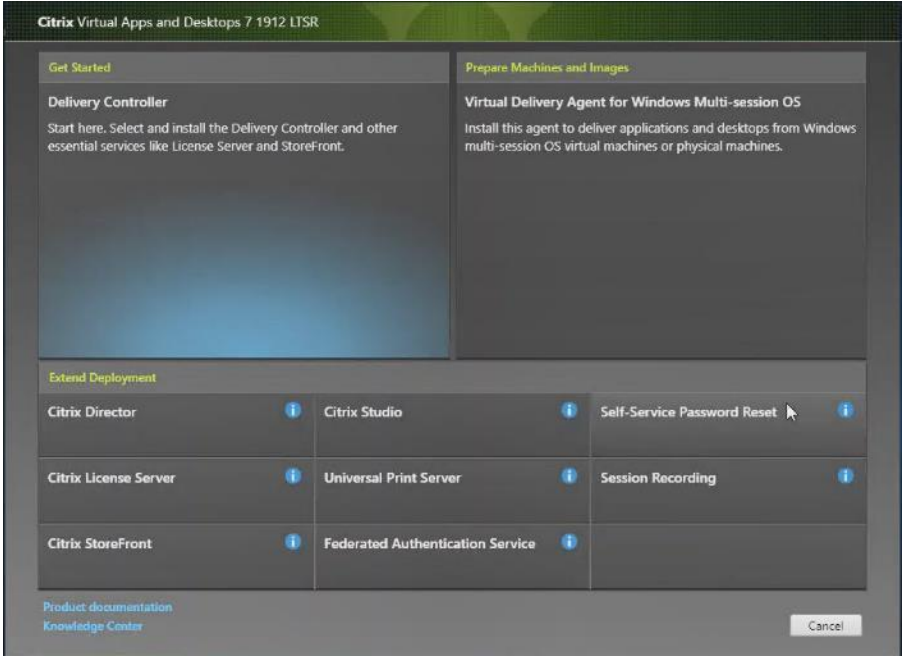 Citrix Virtual Apps and Desktops 7 1912 LTSR
Get Started
Delivery Controller
Start here. Select and install the Delivery Controller and other
essential services like License Server and StoreFront.
Prepare Machines and Images
Virtual Delivery Agent for Windows Multi-session OS
Install this agent to deliver applications and desktops from Windows
multi-session OS virtual machines or physical machines.
Extend Deployment
Citrix Director
Citrix Studio
Self-Service Password Reset
Citrix License Server
Universal Print Server
Session Recording
Citrix StoreFront
Federated Authentication Service
Product documentation
Knowledge Center
Cancel